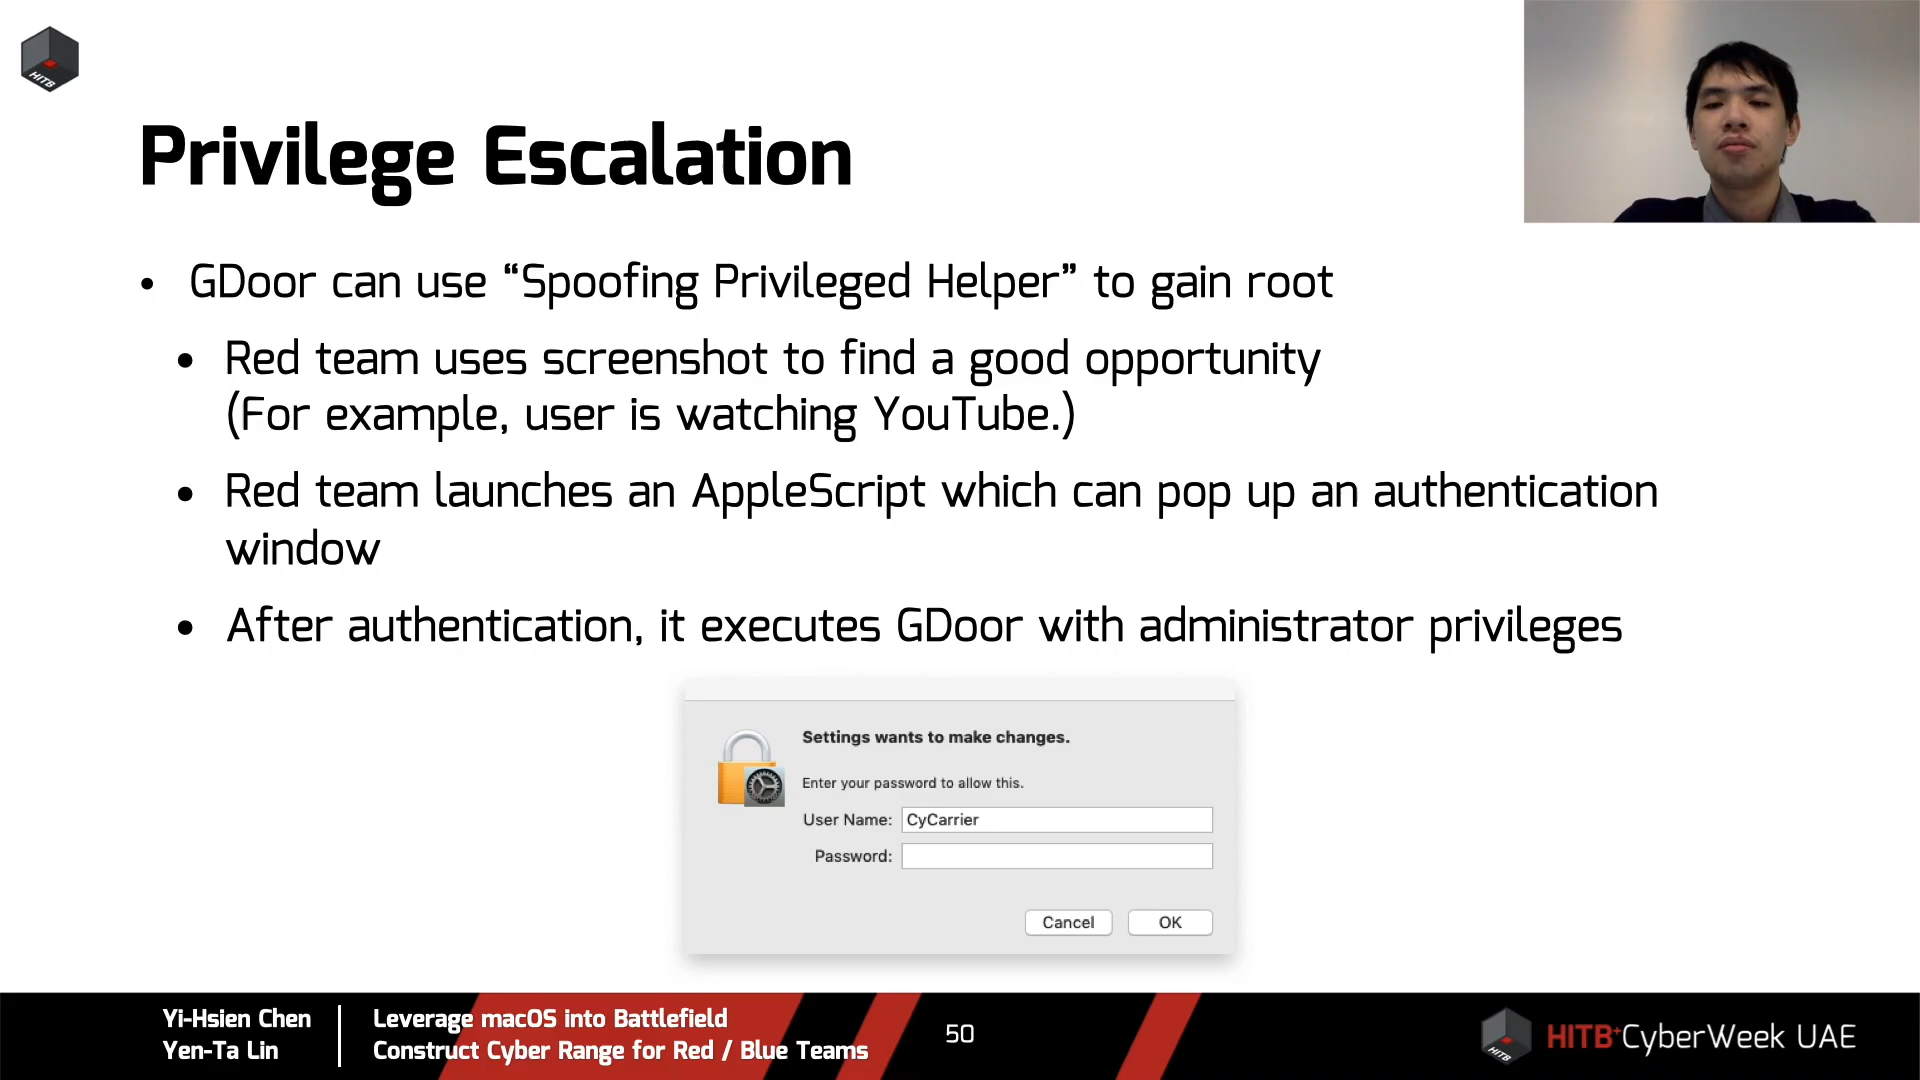 HITB
Privilege Escalation
• GDoor can use “Spoofing Privileged Helper” to gain root
• Red team uses screenshot to find a good opportunity
(For example, user is watching YouTube.)
• Red team launches an AppleScript which can pop up an authentication
window
• After authentication, it executes GDoor with administrator privileges
Settings wants to make changes.
Enter your password to allow this.
User Name: CyCarrier
Password:
Cancel OK
Yi-Hsien Chen
Yen-Ta Lin
Leverage macOS into Battlefield
Construct Cyber Range for Red / Blue Teams
50
HITB
HITB+CyberWeek UAE